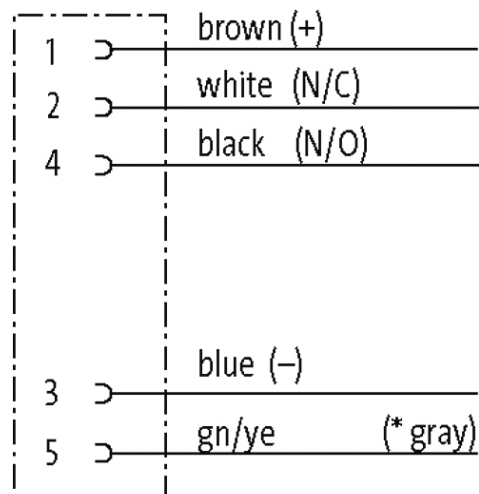 1 brown (+)
2 white (N/C)
4 black (N/O)
3 blue (–)
5 gn/ye (* gray)